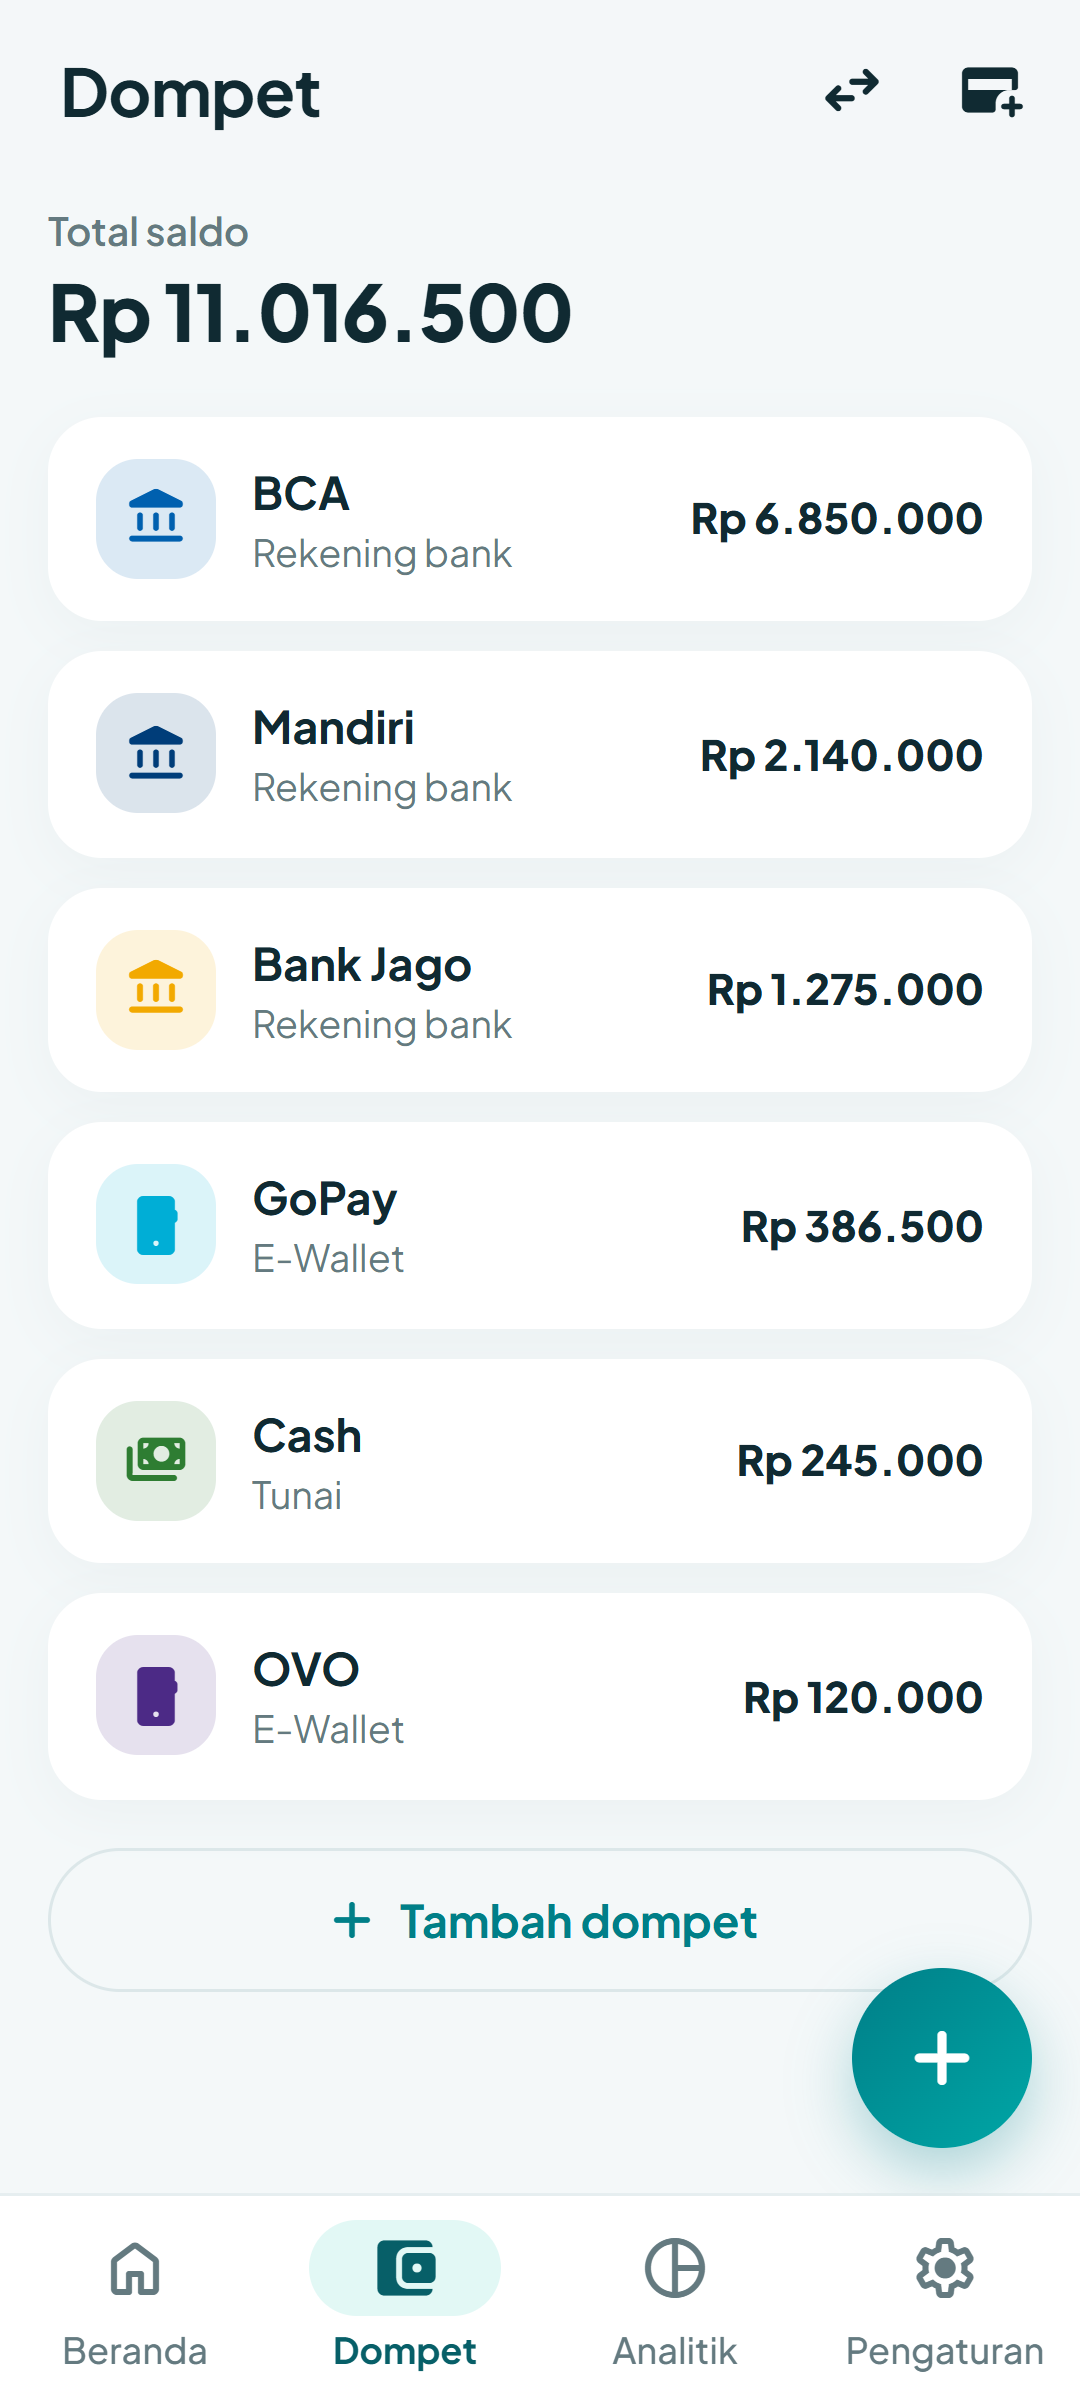 Dompet
Total saldo
Rp 11.016.500
BCA
Rekening bank
Rp 6.850.000
Mandiri
Rekening bank
Rp 2.140.000
Bank Jago
Rekening bank
Rp 1.275.000
GoPay
E-Wallet
Rp 386.500
Cash
Tunai
Rp 245.000
OVO
E-Wallet
Rp 120.000
+ Tambah dompet
Beranda
Dompet
Analitik
Pengaturan